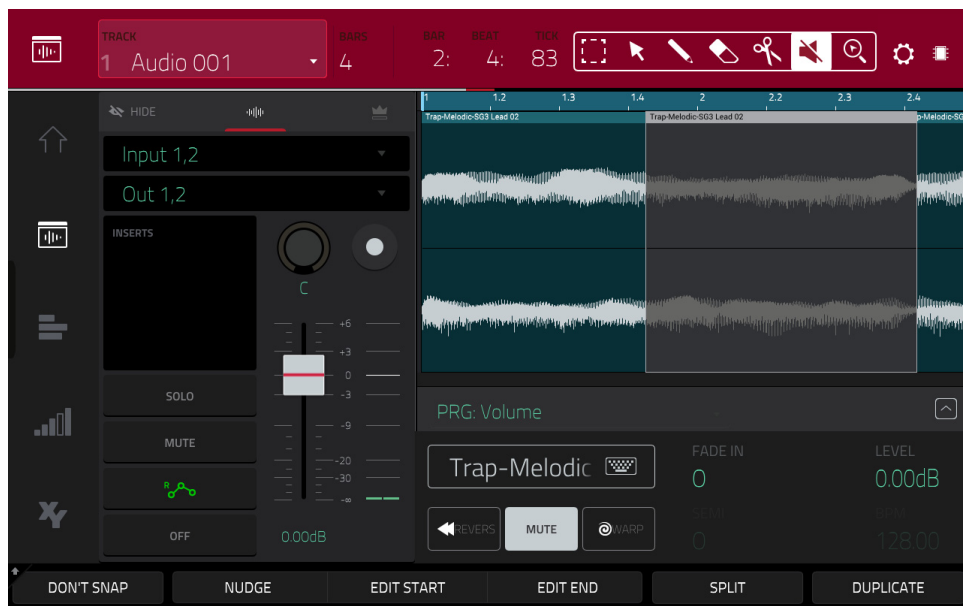 TRACK
BARS
BAR
BEAT
TICK
1 Audio 001
4
2:
4:
83
HIDE
1
1.2
1.3
1.4
2
2.2
2.3
2.4
Trap-Melodic-SG3 Lead 02
Trap-Melodic-SG3 Lead 02
p-Melodic-SG
Input 1,2
Out 1,2
INSERTS
C
+6
+3
0
-3
-9
-20
-30
-∞
SOLO
MUTE
R
OFF
0.00dB
PRG: Volume
Trap-Melodic
FADE IN
0
LEVEL
0.00dB
REVERS
MUTE
WARP
SEMI
0
BPM
128.00
XY
DON'T SNAP
NUDGE
EDIT START
EDIT END
SPLIT
DUPLICATE